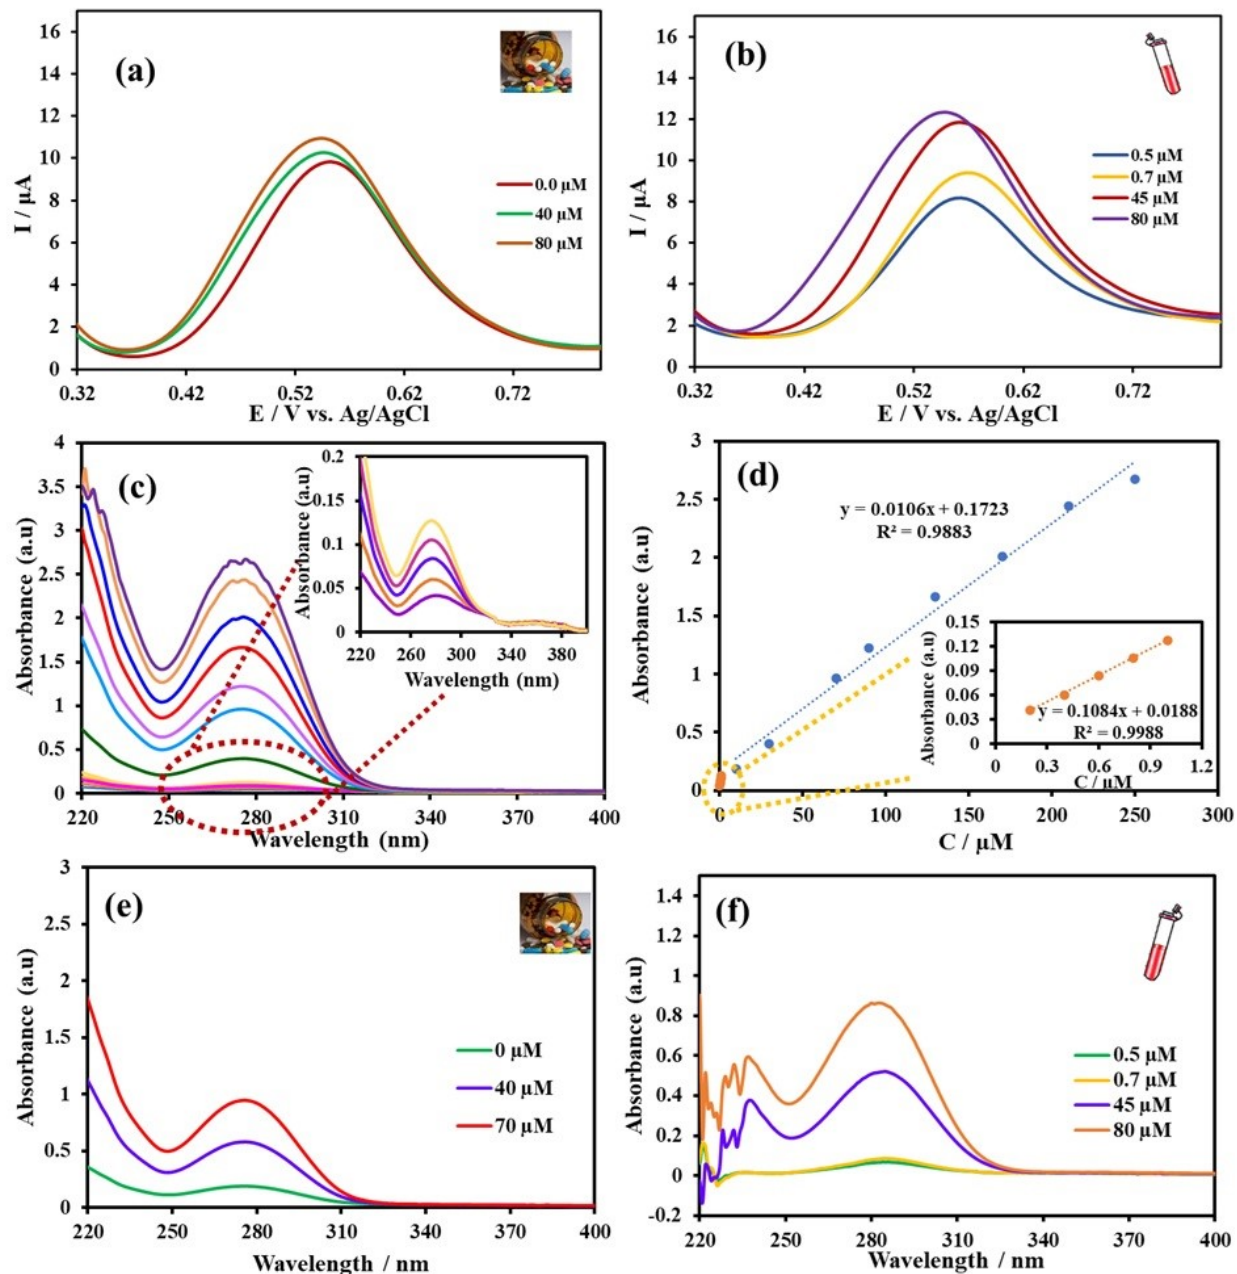 (a)
I / µA
16
14
12
10
8
6
4
2
0
0.0 µM
40 µM
80 µM
0.32 0.42 0.52 0.62 0.72
E / V vs. Ag/AgCl
(b)
I / µA
16
14
12
10
8
6
4
2
0
0.5 µM
0.7 µM
45 µM
80 µM
0.32 0.42 0.52 0.62 0.72
E / V vs. Ag/AgCl
(c)
Absorbance (a.u)
4
3.5
3
2.5
2
1.5
1
0.5
0
220 250 280 310 340 370 400
Wavelength (nm)
Absorbance (a.u)
0.2
0.15
0.1
0.05
0
220 260 300 340 380
Wavelength (nm)
(d)
Absorbance (a.u)
3
2.5
2
1.5
1
0.5
0
y = 0.0106x + 0.1723
R² = 0.9883
0 50 100 150 200 250 300
C / µM
Absorbance (a.u)
0.15
0.12
0.09
0.06
0.03
0
y = 0.1084x + 0.0188
R² = 0.9988
0.3 0.6 0.9 1.2
C / µM
(e)
Absorbance (a.u)
3
2.5
2
1.5
1
0.5
0
0 µM
40 µM
70 µM
220 250 280 310 340 370 400
Wavelength / nm
(f)
Absorbance (a.u)
1.4
1.2
1
0.8
0.6
0.4
0.2
0
-0.2
0.5 µM
0.7 µM
45 µM
80 µM
220 250 280 310 340 370 400
Wavelength / nm